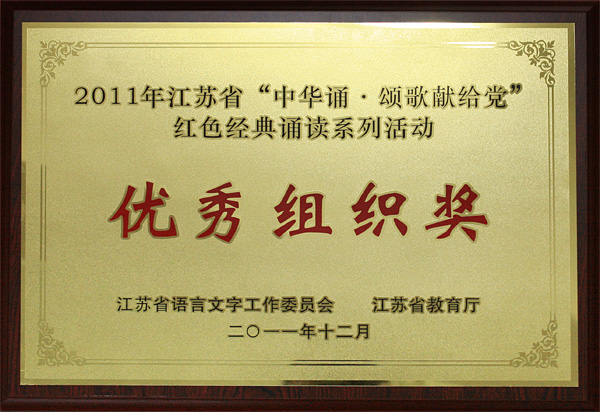 2011年江苏省“中华诵·颂歌献给党”
红色经典诵读系列活动
优秀组织奖
江苏省语言文字工作委员会 江苏省教育厅
二〇一一年十二月